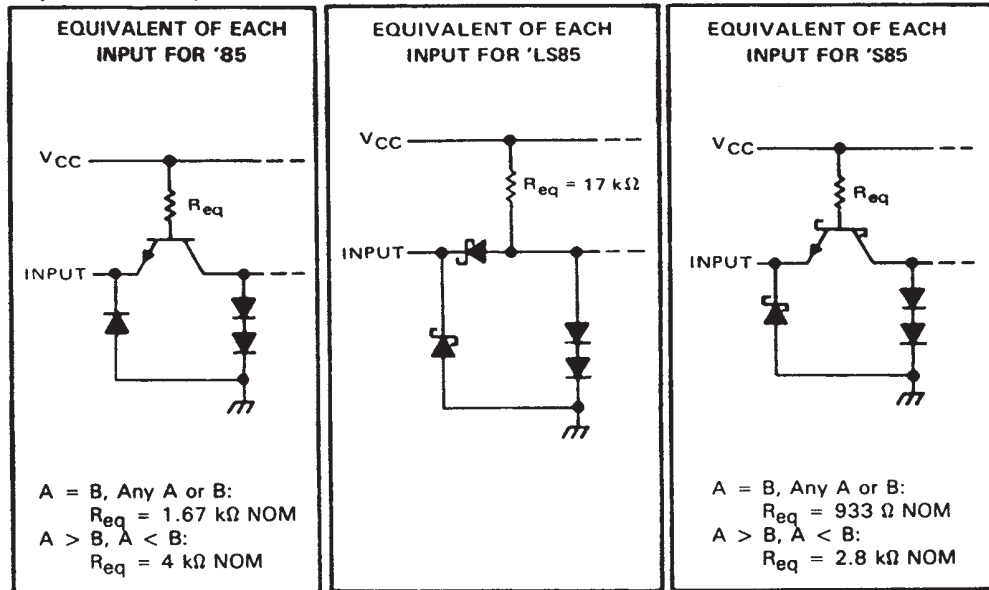 EQUIVALENT OF EACH
INPUT FOR '85
VCC
Req
INPUT
A = B, Any A or B:
Req = 1.67 kΩ NOM
A > B, A < B:
Req = 4 kΩ NOM
EQUIVALENT OF EACH
INPUT FOR 'LS85
VCC
Req = 17 kΩ
INPUT
EQUIVALENT OF EACH
INPUT FOR 'S85
VCC
Req
INPUT
A = B, Any A or B:
Req = 933 Ω NOM
A > B, A < B:
Req = 2.8 kΩ NOM